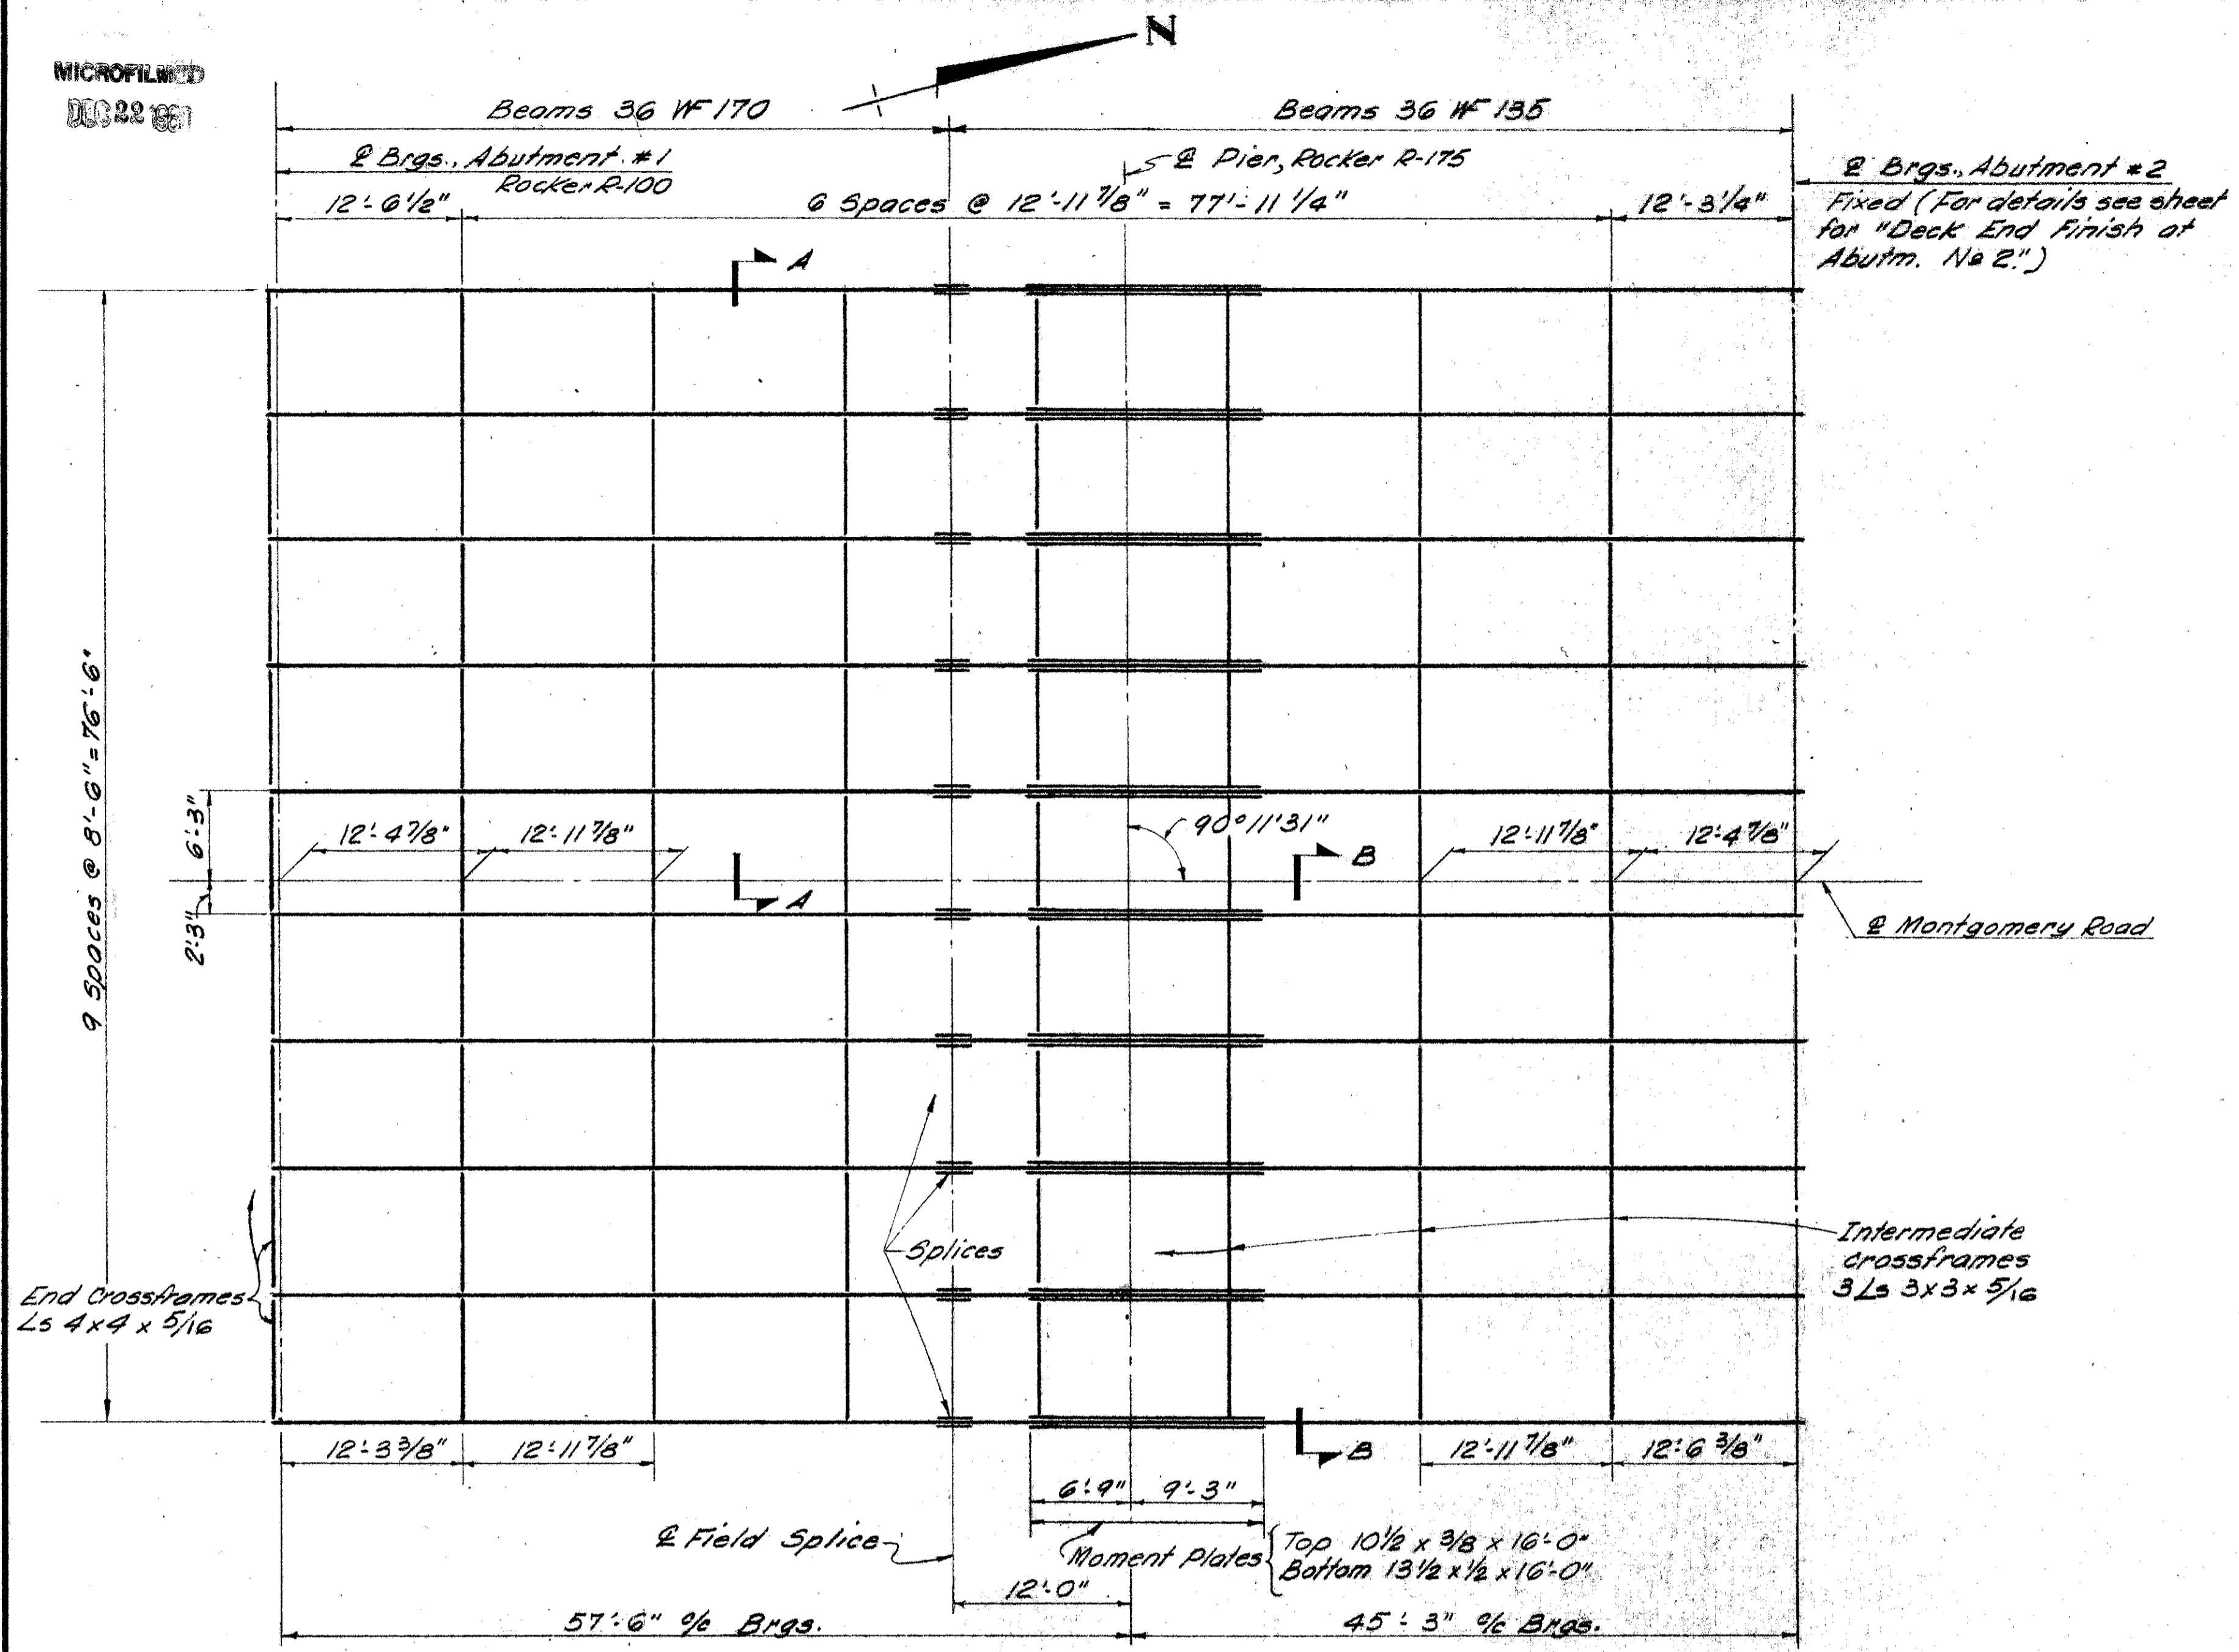 N
MICROFILMED
DEC 22
Beams 36 WF 170
Beams 36 WF 135
℄ Brgs., Abutment #1
Rocker R-100
℄ Pier, Rocker R-175
℄ Brgs., Abutment #2
Fixed (For details see sheet
for "Deck End Finish at
Abutm. No 2.")
12'-6 1/2"
6 Spaces @ 12'-11 7/8" = 77'-11 1/4"
12'-3 1/4"
A
9 Spaces @ 8'-6" = 76'-6"
6'-3"
2'-3"
12'-4 7/8"
12'-11 7/8"
A
90°11'31"
B
12'-11 7/8"
12'-4 7/8"
℄ Montgomery Road
Splices
End Crossframes
Ls 4 x 4 x 5/16
Intermediate
crossframes
3 Ls 3 x 3 x 5/16
12'-3 3/8"
12'-11 7/8"
B
12'-11 7/8"
12'-6 3/8"
6'-9"
9'-3"
℄ Field Splice
Moment Plates
Top 10 1/2 x 3/8 x 16'-0"
Bottom 13 1/2 x 1/2 x 16'-0"
12'-0"
57'-6" c/c Brgs.
45'-3" c/c Brgs.